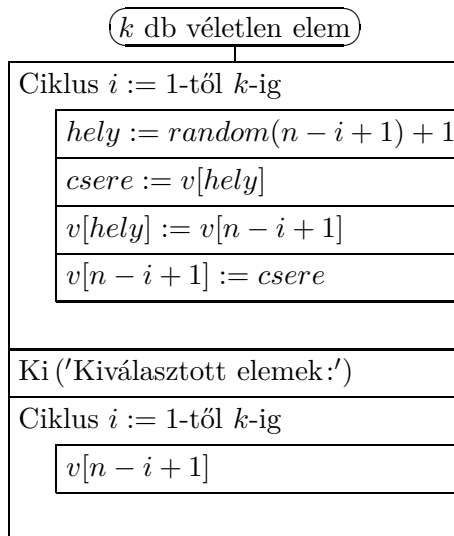 k db véletlen elem
Ciklus i := 1-től k-ig
hely := random(n − i + 1) + 1
csere := v[hely]
v[hely] := v[n − i + 1]
v[n − i + 1] := csere
Ki ('Kiválasztott elemek:')
Ciklus i := 1-től k-ig
v[n − i + 1]